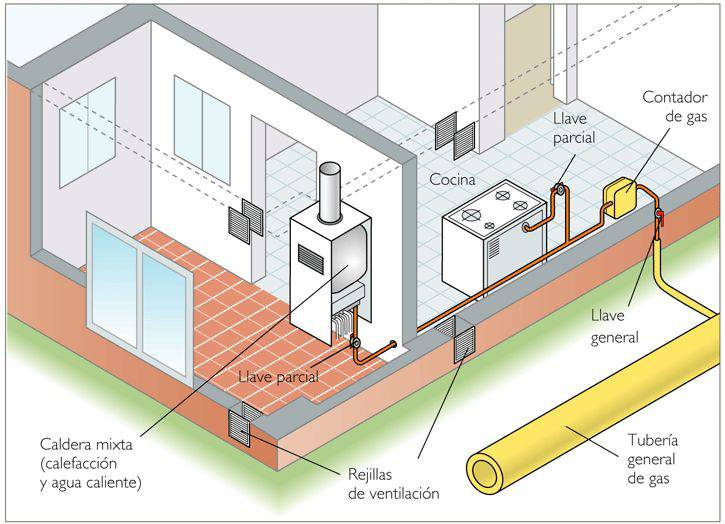 Contador
de gas
Llave
parcial
Cocina
Llave
general
Llave parcial
Caldera mixta
(calefacción
y agua caliente)
Rejillas
de ventilación
Tubería
general
de gas